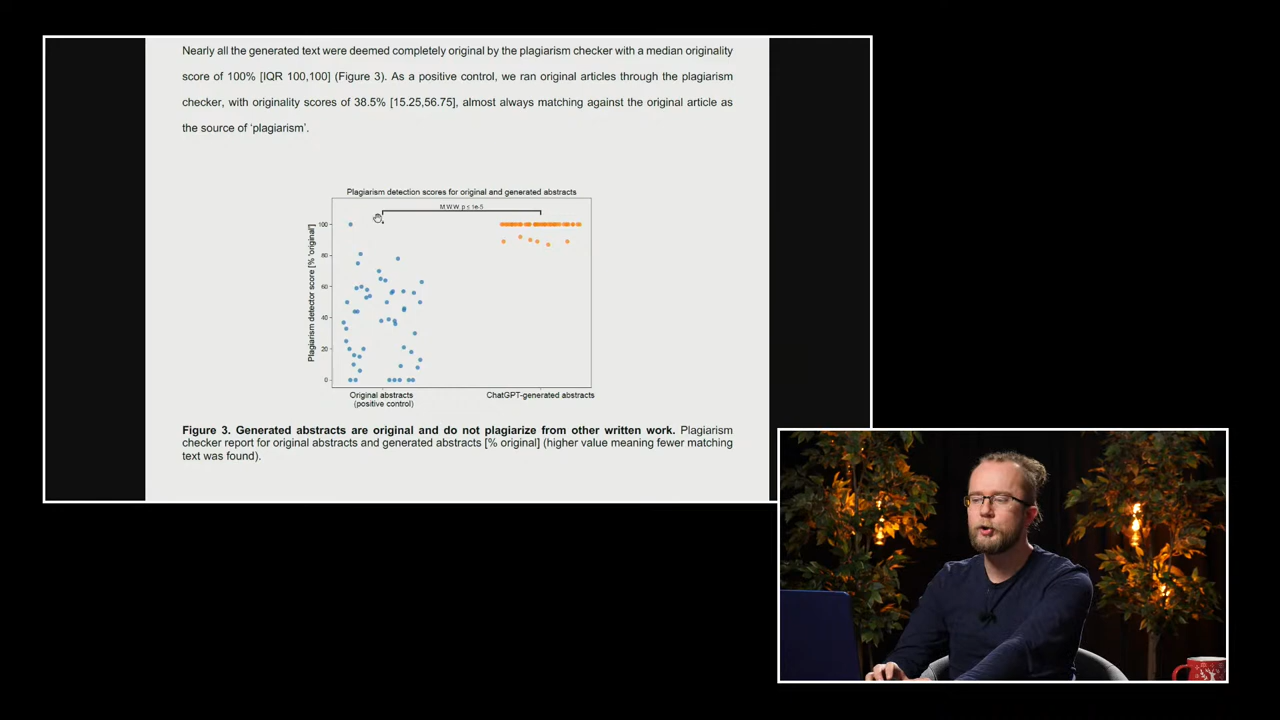 Nearly all the generated text were deemed completely original by the plagiarism checker with a median originality
score of 100% [IQR 100,100] (Figure 3). As a positive control, we ran original articles through the plagiarism
checker, with originality scores of 38.5% [15.25,56.75], almost always matching against the original article as
the source of ‘plagiarism’.
Plagiarism detection scores for original and generated abstracts
M.W.W. p ≤ 1e-5
100
80
60
40
20
0
Plagiarism detector score [% 'original']
Original abstracts
(positive control)
ChatGPT-generated abstracts
Figure 3. Generated abstracts are original and do not plagiarize from other written work. Plagiarism
checker report for original abstracts and generated abstracts [% original] (higher value meaning fewer matching
text was found).